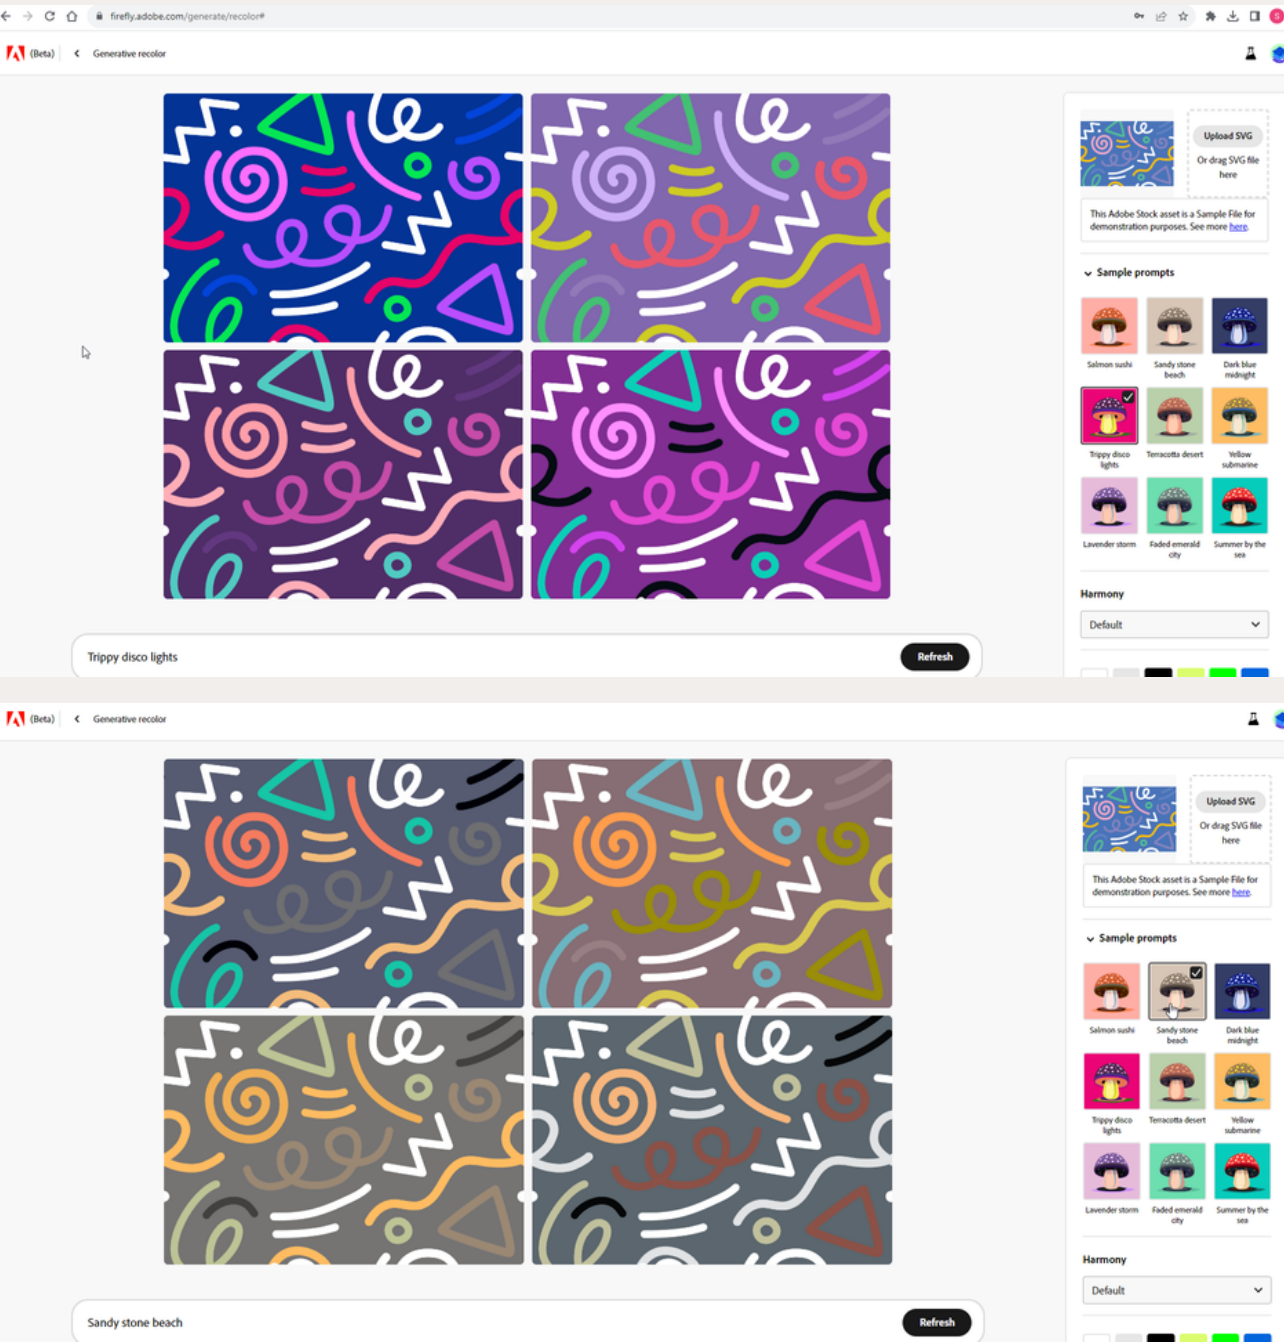 firefly.adobe.com/generate/recolor#
S
(Beta)
Generative recolor
Upload SVG
Or drag SVG file
here
This Adobe Stock asset is a Sample File for
demonstration purposes. See more here.
Sample prompts
Salmon sushi
Sandy stone
beach
Dark blue
midnight
Trippy disco
lights
Terracotta desert
Yellow
submarine
Lavender storm
Faded emerald
city
Summer by the
sea
Harmony
Default
Trippy disco lights
Refresh
(Beta)
Generative recolor
Upload SVG
Or drag SVG file
here
This Adobe Stock asset is a Sample File for
demonstration purposes. See more here.
Sample prompts
Salmon sushi
Sandy stone
beach
Dark blue
midnight
Trippy disco
lights
Terracotta desert
Yellow
submarine
Lavender storm
Faded emerald
city
Summer by the
sea
Harmony
Default
Sandy stone beach
Refresh